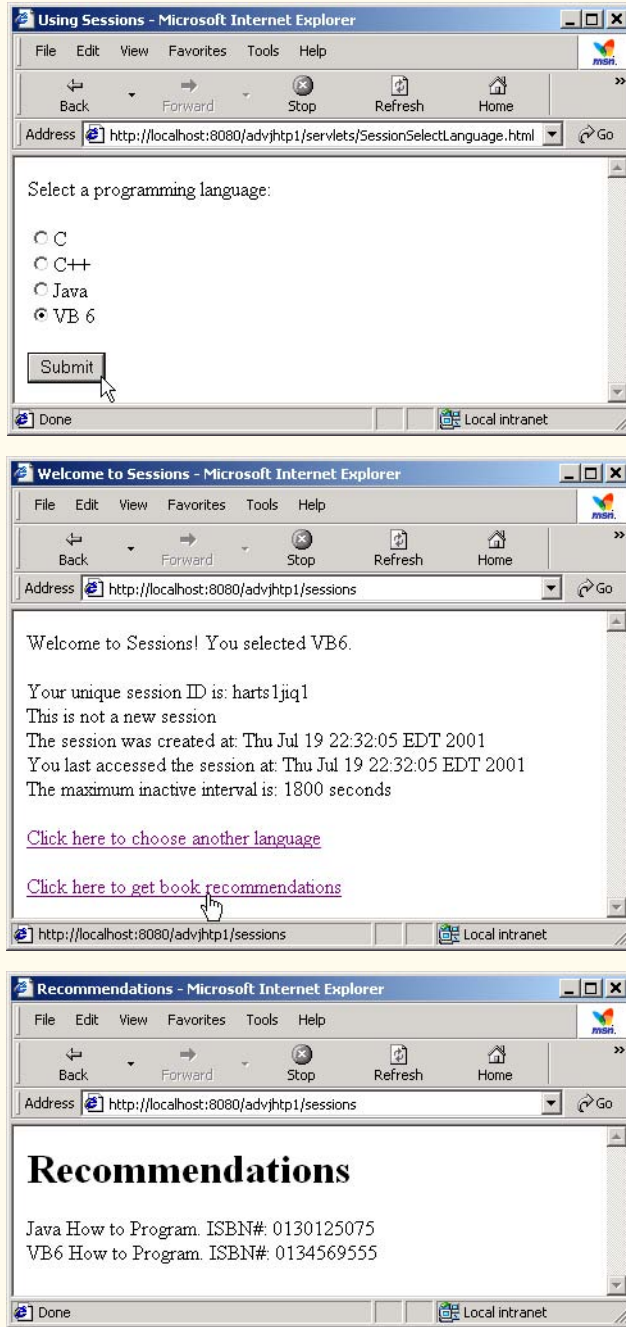 Using Sessions - Microsoft Internet Explorer
File Edit View Favorites Tools Help
msn.
Back Forward Stop Refresh Home »
Address http://localhost:8080/advjhtp1/servlets/SessionSelectLanguage.html Go
Select a programming language:
C
C++
Java
VB 6
Submit
Done Local intranet
Welcome to Sessions - Microsoft Internet Explorer
File Edit View Favorites Tools Help
msn.
Back Forward Stop Refresh Home »
Address http://localhost:8080/advjhtp1/sessions Go
Welcome to Sessions! You selected VB6.
Your unique session ID is: harts1jiq1
This is not a new session
The session was created at: Thu Jul 19 22:32:05 EDT 2001
You last accessed the session at: Thu Jul 19 22:32:05 EDT 2001
The maximum inactive interval is: 1800 seconds
Click here to choose another language
Click here to get book recommendations
http://localhost:8080/advjhtp1/sessions Local intranet
Recommendations - Microsoft Internet Explorer
File Edit View Favorites Tools Help
msn.
Back Forward Stop Refresh Home »
Address http://localhost:8080/advjhtp1/sessions Go
Recommendations
Java How to Program. ISBN#: 0130125075
VB6 How to Program. ISBN#: 0134569555
Done Local intranet